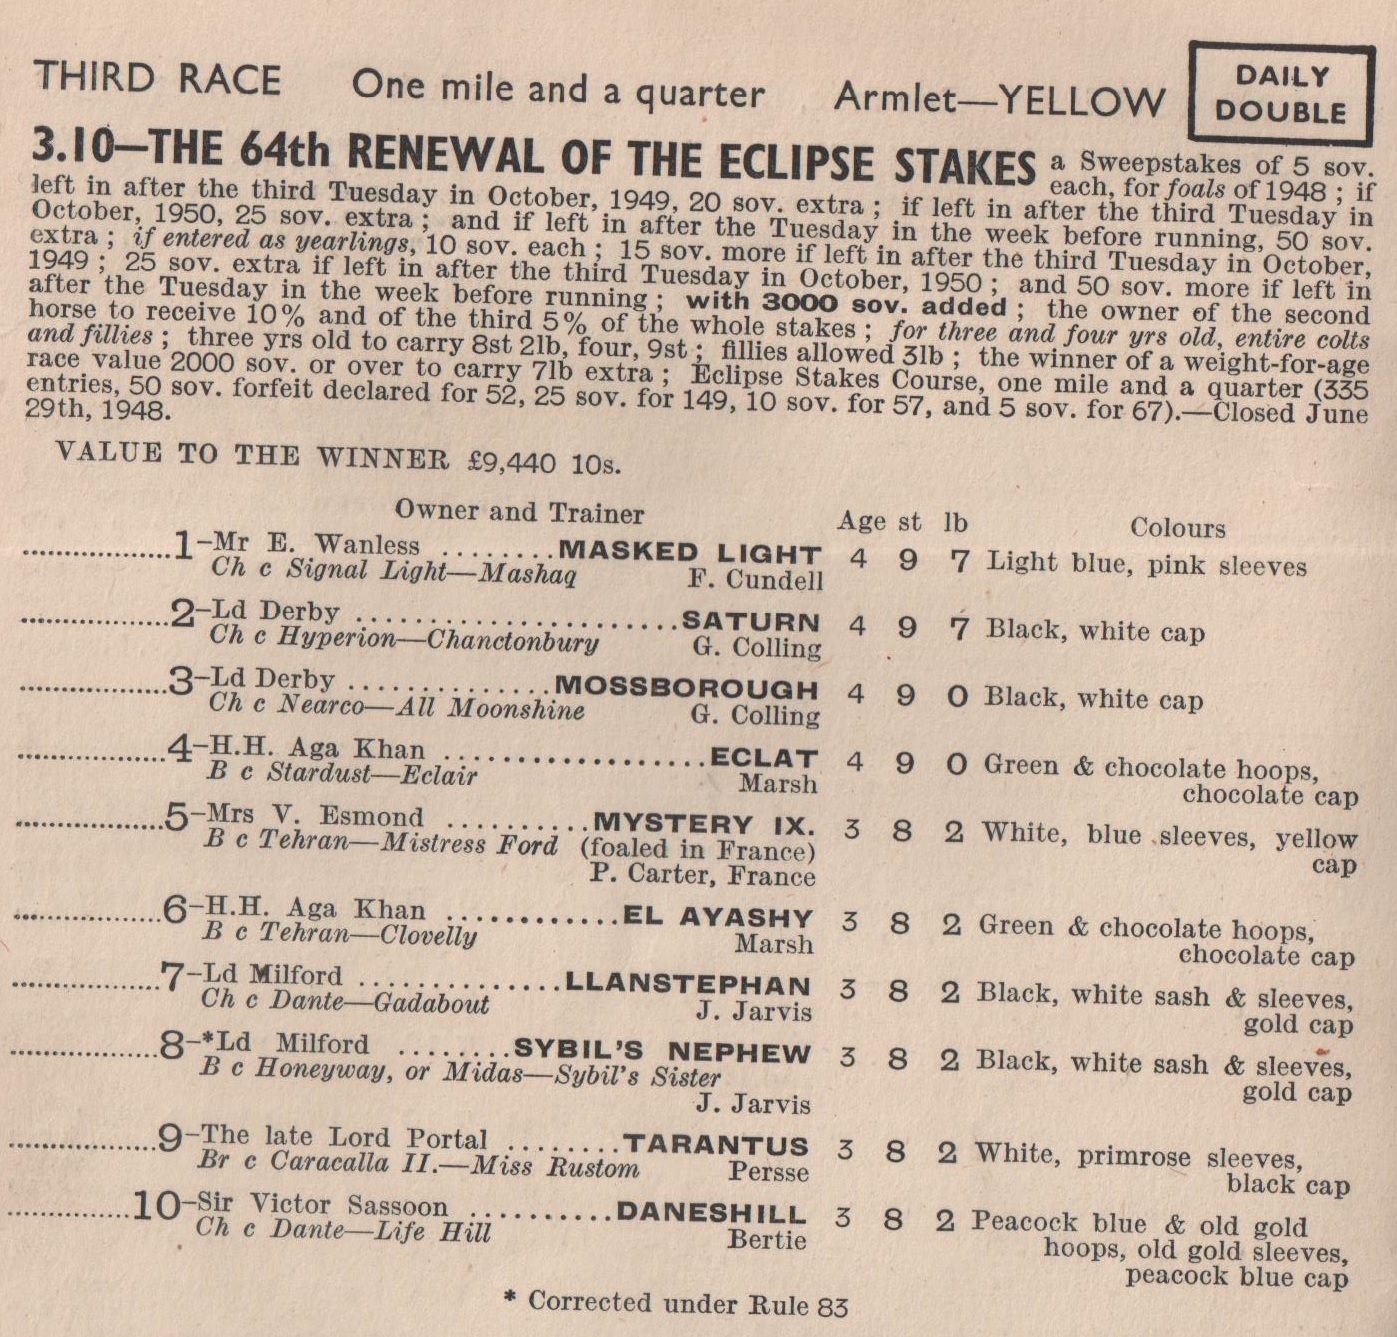 THIRD RACE One mile and a quarter Armlet—YELLOW DAILY DOUBLE
3.10—THE 64th RENEWAL OF THE ECLIPSE STAKES a Sweepstakes of 5 sov.
each, for foals of 1948 ; if
left in after the third Tuesday in October, 1949, 20 sov. extra ; if left in after the third Tuesday in
October, 1950, 25 sov. extra ; and if left in after the Tuesday in the week before running, 50 sov.
extra ; if entered as yearlings, 10 sov. each ; 15 sov. more if left in after the third Tuesday in October,
1949 ; 25 sov. extra if left in after the third Tuesday in October, 1950 ; and 50 sov. more if left in
after the Tuesday in the week before running ; with 3000 sov. added ; the owner of the second
horse to receive 10% and of the third 5% of the whole stakes ; for three and four yrs old, entire colts
and fillies ; three yrs old to carry 8st 2lb, four, 9st ; fillies allowed 3lb ; the winner of a weight-for-age
race value 2000 sov. or over to carry 7lb extra ; Eclipse Stakes Course, one mile and a quarter (335
entries, 50 sov. forfeit declared for 52, 25 sov. for 149, 10 sov. for 57, and 5 sov. for 67).—Closed June
29th, 1948.
VALUE TO THE WINNER £9,440 10s.
Owner and Trainer Age st lb Colours
..................1—Mr E. Wanless ........MASKED LIGHT 4 9 7 Light blue, pink sleeves
Ch c Signal Light—Mashaq F. Cundell
..................2—Ld Derby .......................SATURN 4 9 7 Black, white cap
Ch c Hyperion—Chanctonbury G. Colling
..................3—Ld Derby ..............MOSSBOROUGH 4 9 0 Black, white cap
Ch c Nearco—All Moonshine G. Colling
..................4—H.H. Aga Khan ..................ECLAT 4 9 0 Green & chocolate hoops,
B c Stardust—Eclair Marsh chocolate cap
..................5—Mrs V. Esmond ..........MYSTERY IX. 3 8 2 White, blue sleeves, yellow
B c Tehran—Mistress Ford (foaled in France) cap
P. Carter, France
..................6—H.H. Aga Khan ............EL AYASHY 3 8 2 Green & chocolate hoops,
B c Tehran—Clovelly Marsh chocolate cap
..................7—Ld Milford ..............LLANSTEPHAN 3 8 2 Black, white sash & sleeves,
Ch c Dante—Gadabout J. Jarvis gold cap
..................8—*Ld Milford ........SYBIL'S NEPHEW 3 8 2 Black, white sash & sleeves,
B c Honeyway, or Midas—Sybil's Sister gold cap
J. Jarvis
..................9—The late Lord Portal ........TARANTUS 3 8 2 White, primrose sleeves,
Br c Caracalla II.—Miss Rustom Persse black cap
...............10—Sir Victor Sassoon ..........DANESHILL 3 8 2 Peacock blue & old gold
Ch c Dante—Life Hill Bertie hoops, old gold sleeves,
peacock blue cap
* Corrected under Rule 83